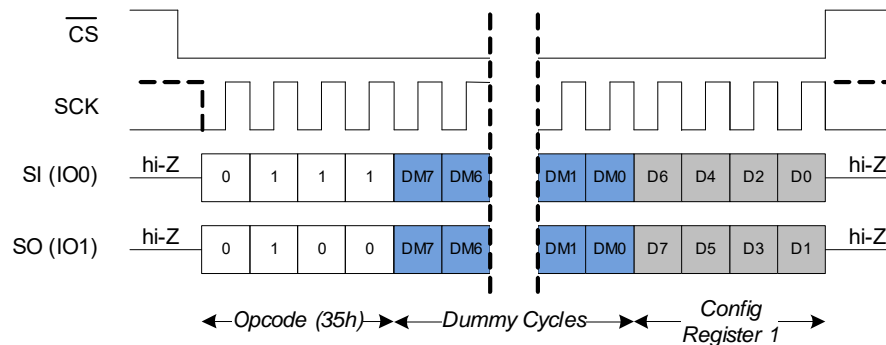 CS
SCK
SI (IO0) hi-Z 0 1 1 1 DM7 DM6 DM1 DM0 D6 D4 D2 D0 hi-Z
SO (IO1) hi-Z 0 1 0 0 DM7 DM6 DM1 DM0 D7 D5 D3 D1 hi-Z
Opcode (35h) Dummy Cycles Config
Register 1